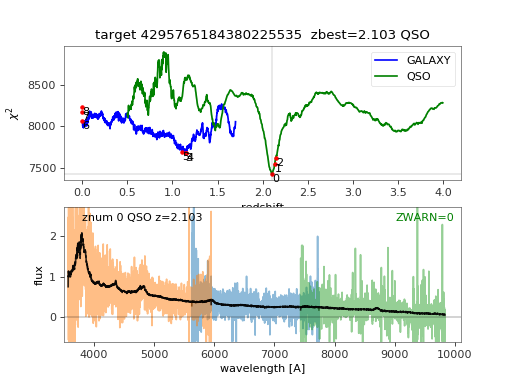 target 4295765184380225535 zbest=2.103 QSO
χ²
8500
8000
7500
GALAXY
QSO
8
6
5
4
2
1
0
0.0 0.5 1.0 1.5 2.0 2.5 3.0 3.5 4.0
redshift
znum 0 QSO z=2.103
ZWARN=0
flux
2
1
0
4000 5000 6000 7000 8000 9000 10000
wavelength [A]